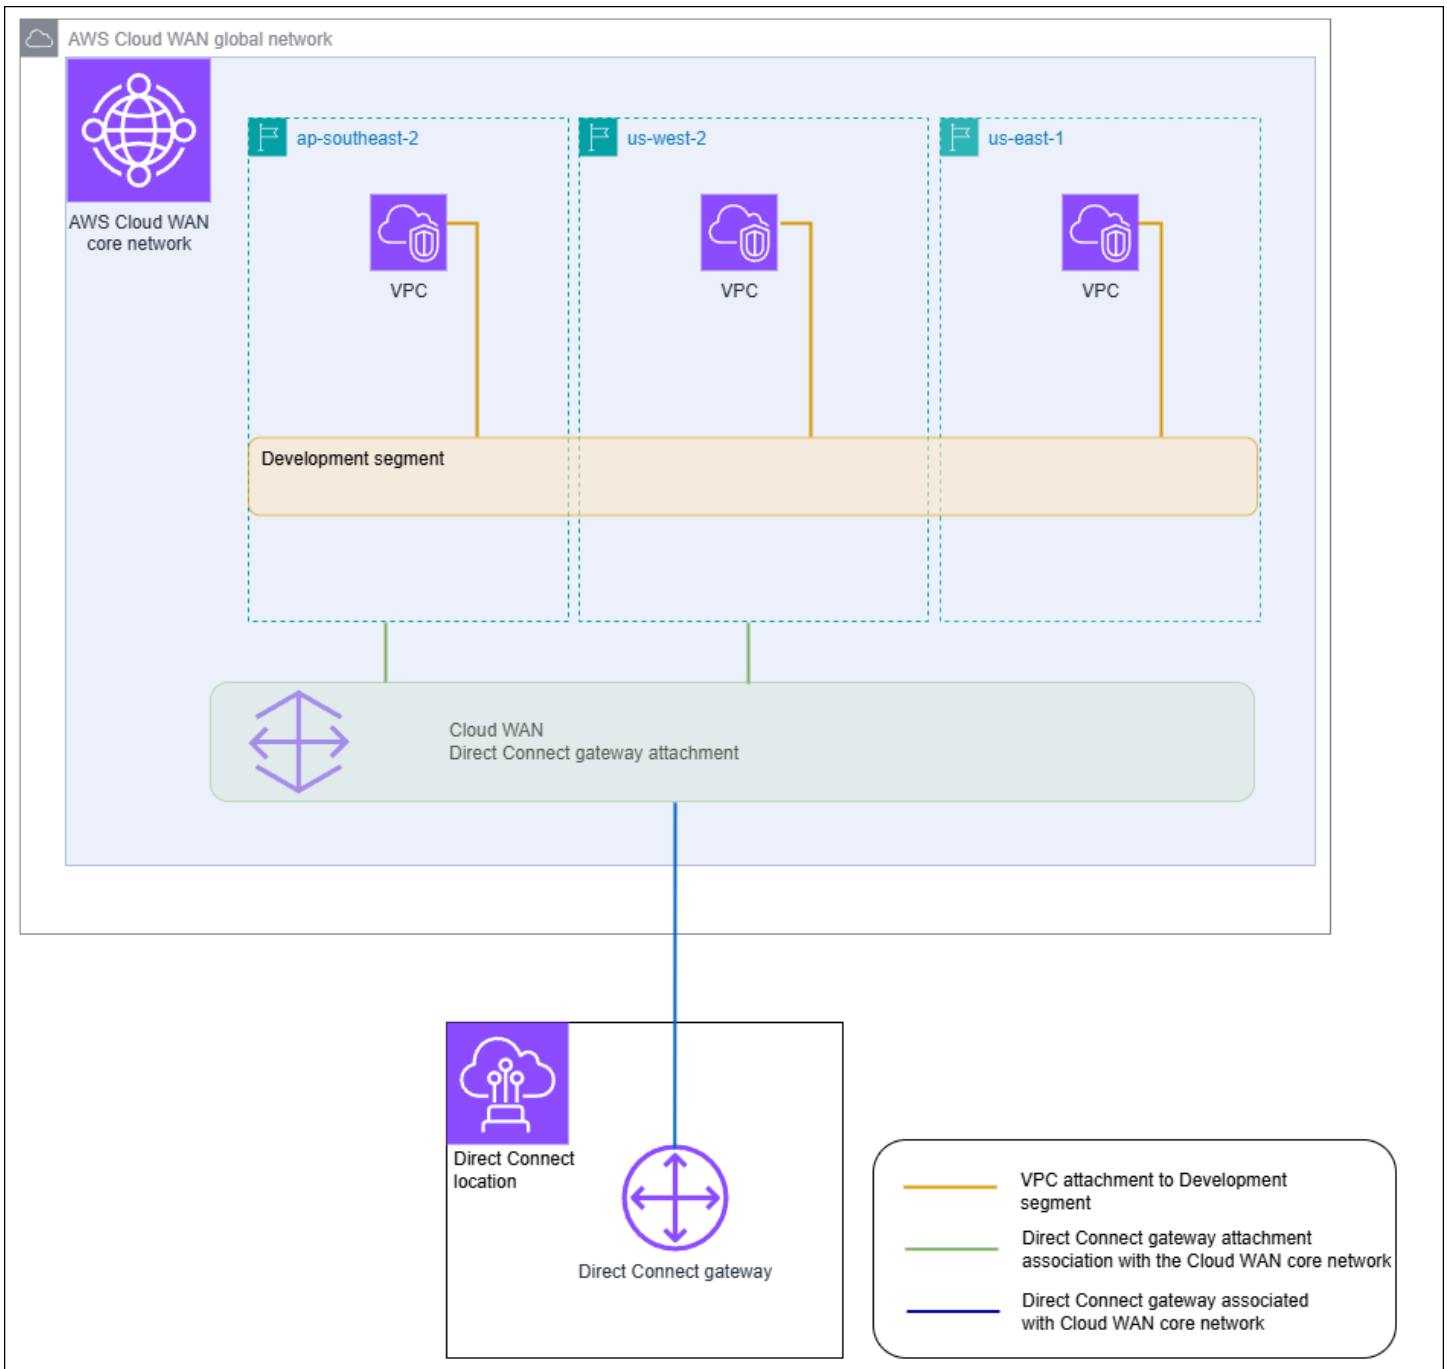 AWS Cloud WAN global network
AWS Cloud WAN
core network
ap-southeast-2
us-west-2
us-east-1
VPC
VPC
VPC
Development segment
Cloud WAN
Direct Connect gateway attachment
Direct Connect
location
Direct Connect gateway
VPC attachment to Development
segment
Direct Connect gateway attachment
association with the Cloud WAN core network
Direct Connect gateway associated
with Cloud WAN core network